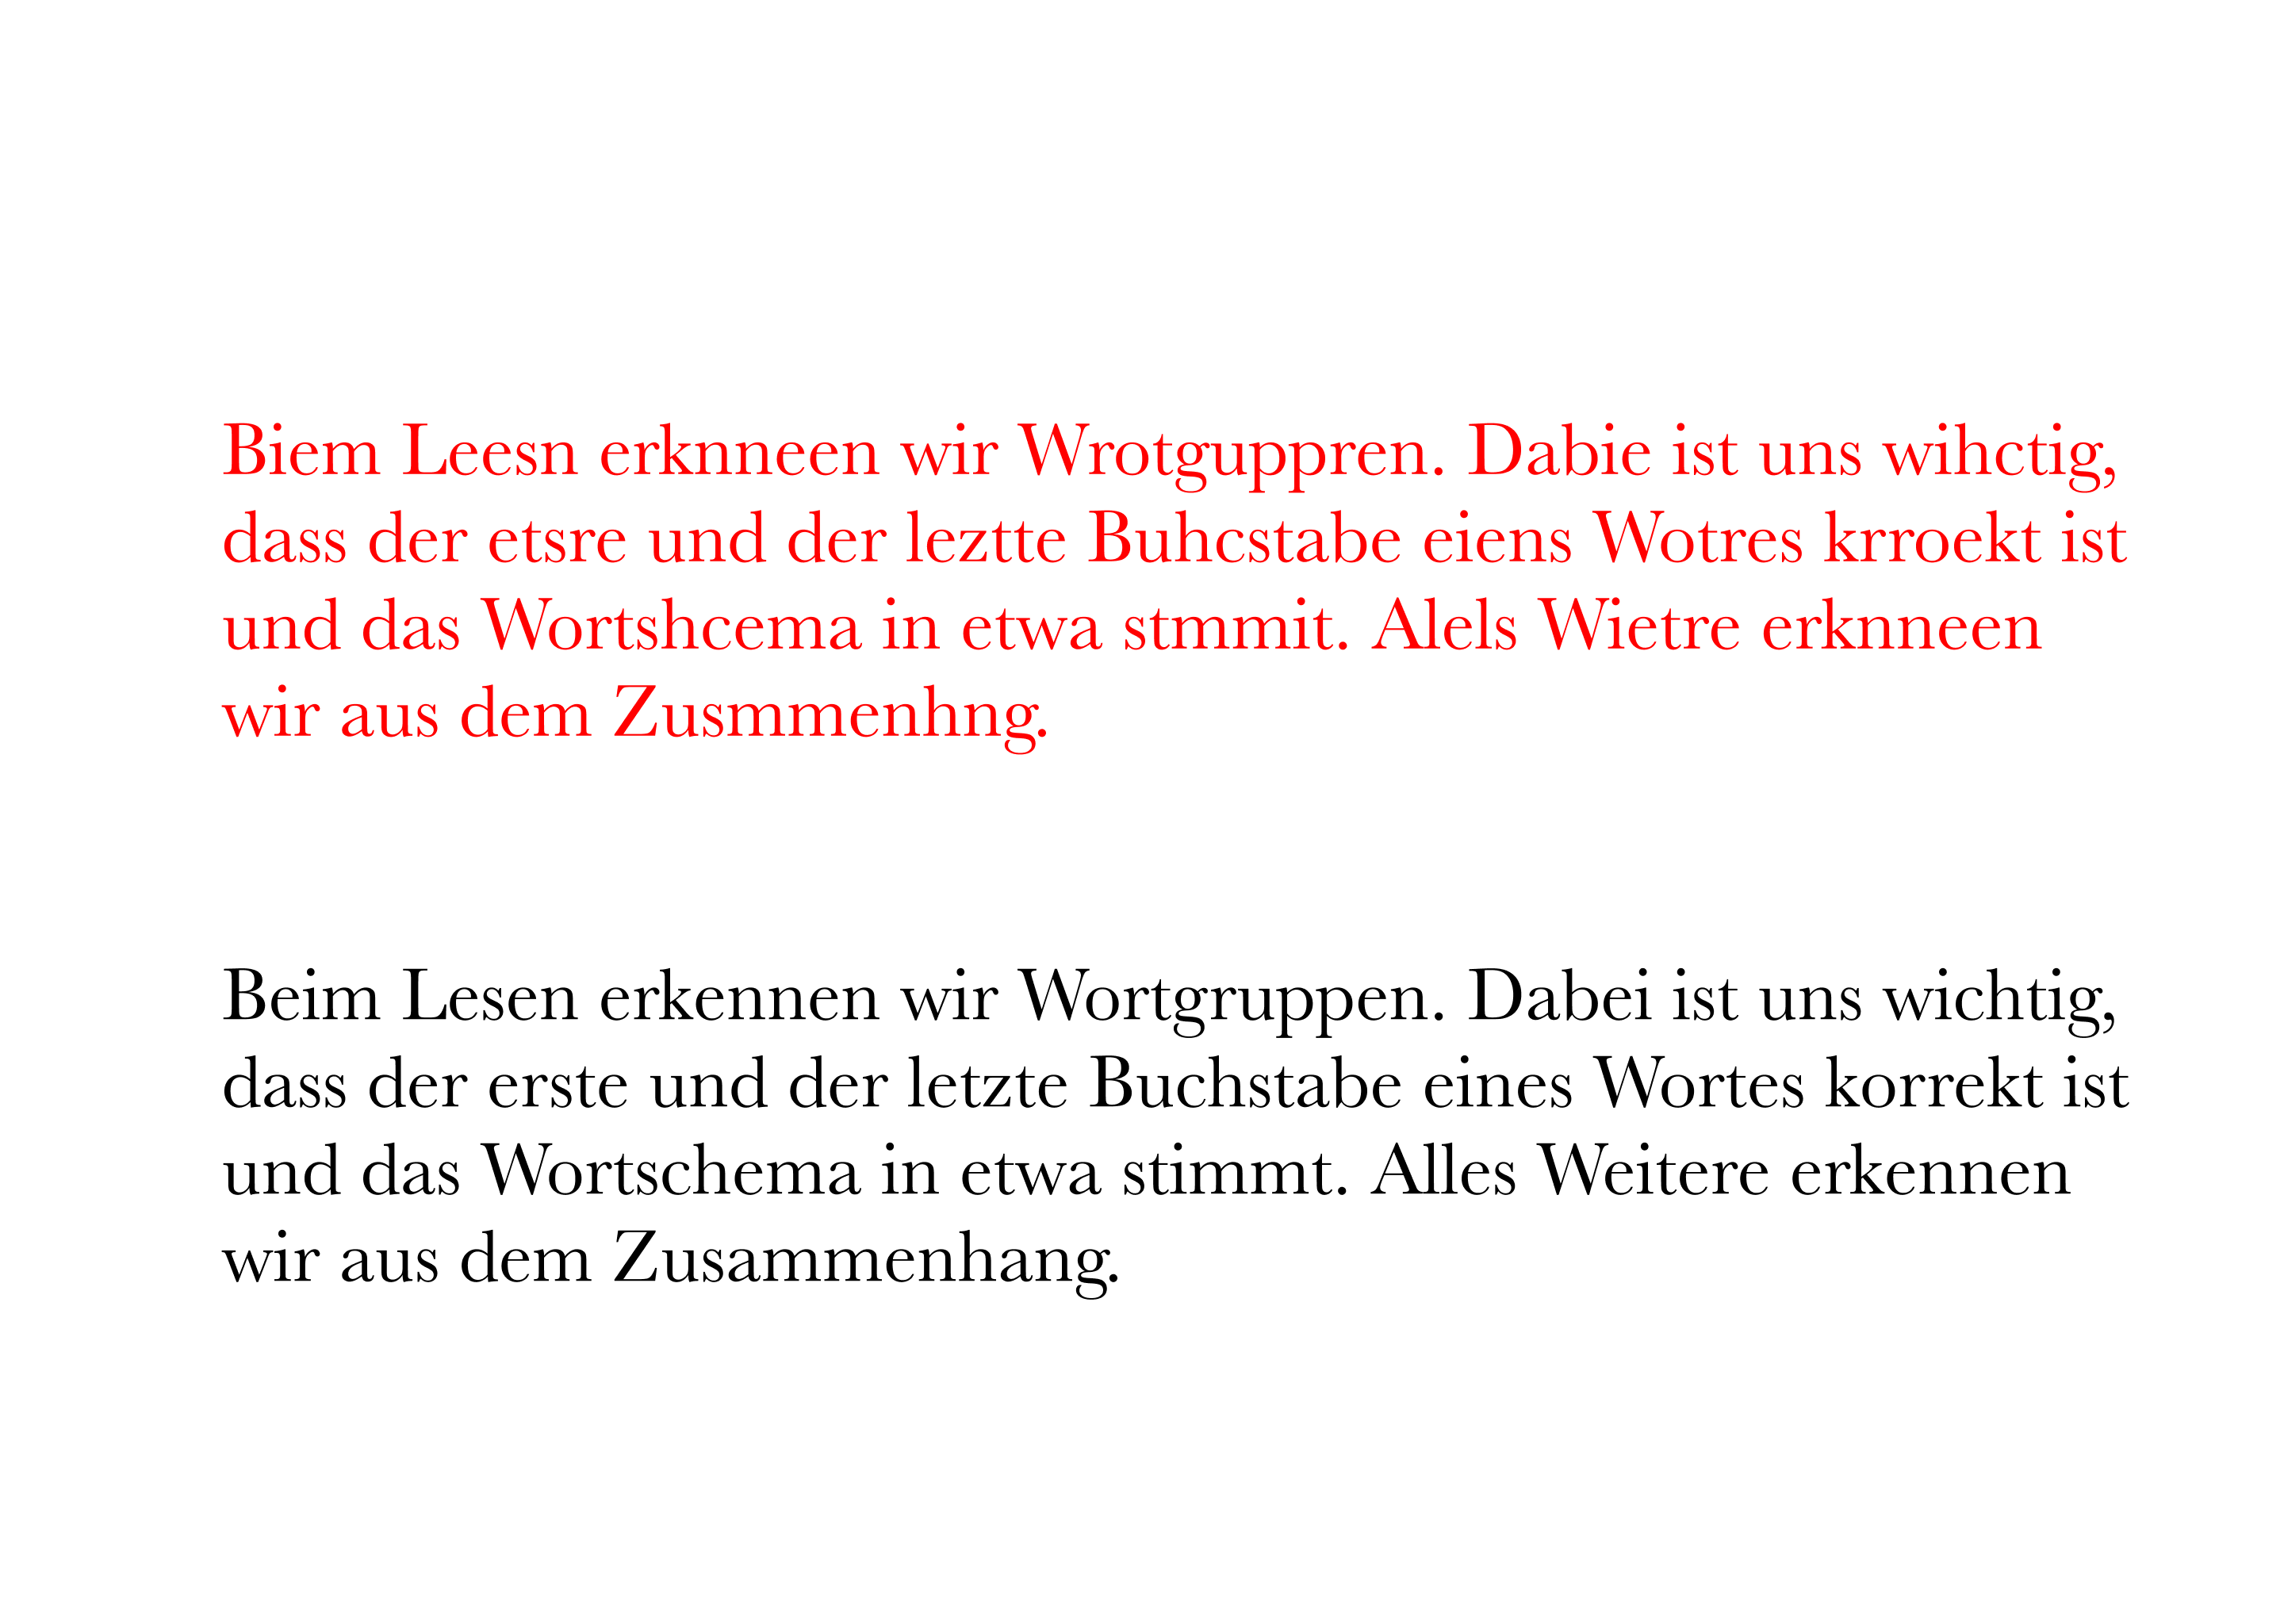 Biem Leesn erknneen wir Wrotguppren. Dabie ist uns wihctig,
dass der etsre und der leztte Buhcstabe eiens Wotres krroekt ist
und das Wortshcema in etwa stmmit. Alels Wietre erknneen
wir aus dem Zusmmenhng.
Beim Lesen erkennen wir Wortgruppen. Dabei ist uns wichtig,
dass der erste und der letzte Buchstabe eines Wortes korrekt ist
und das Wortschema in etwa stimmt. Alles Weitere erkennen
wir aus dem Zusammenhang.